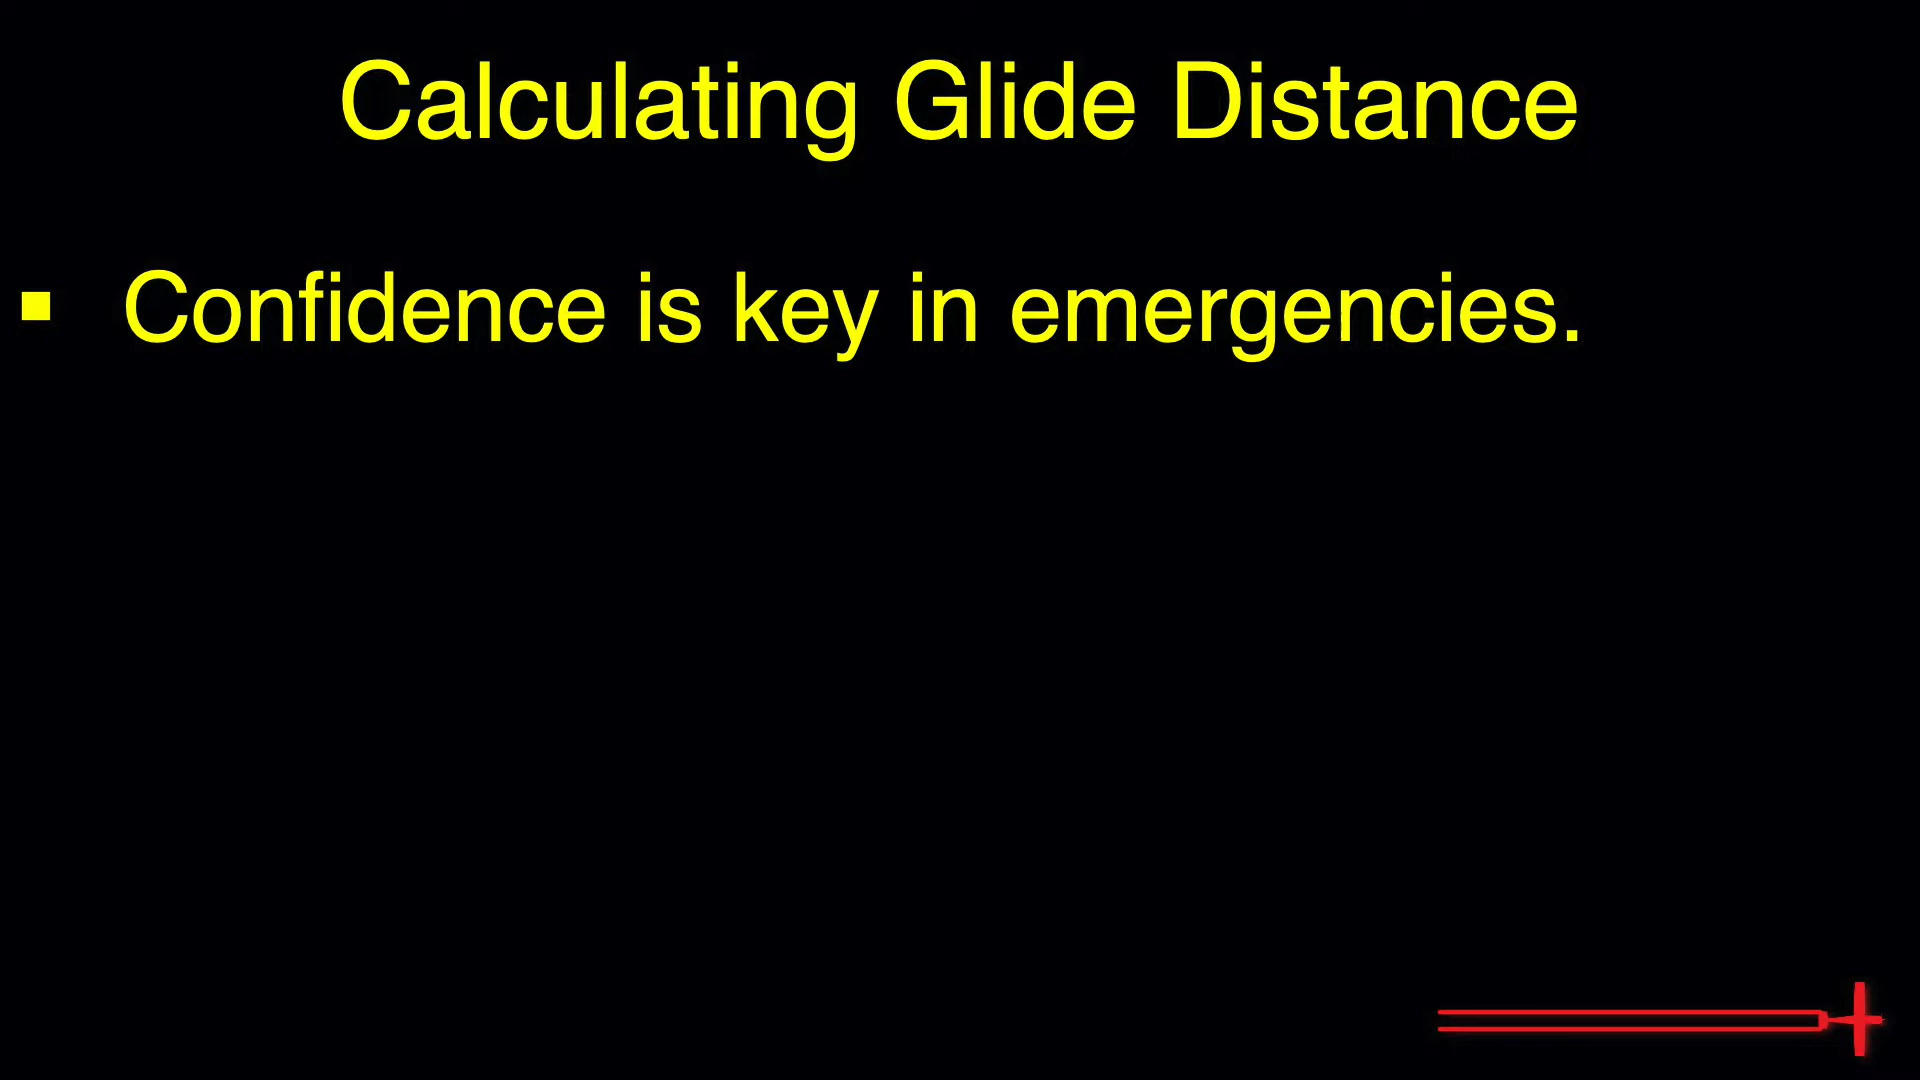 Calculating Glide Distance
▪ Confidence is key in emergencies.